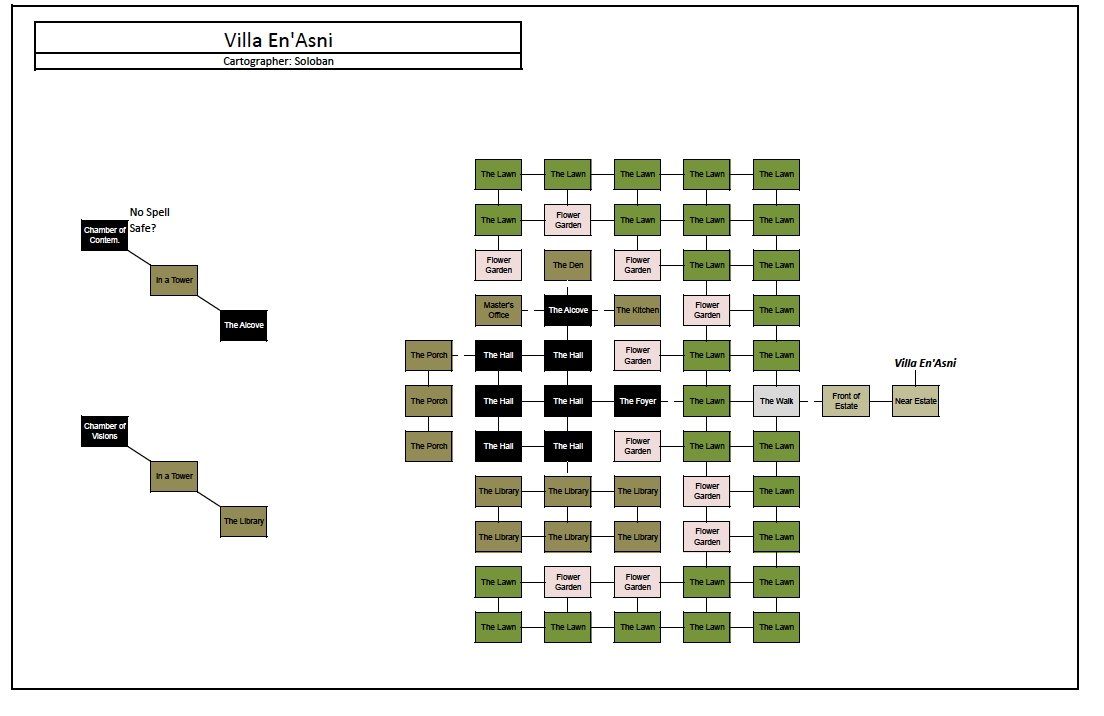 Villa En'Asni
Cartographer: Soloban
The Lawn The Lawn The Lawn The Lawn The Lawn
No Spell
Safe?
Chamber of
Contem.
The Lawn
Flower
Garden
The Lawn The Lawn The Lawn
In a Tower
Flower
Garden
The Den
Flower
Garden
The Lawn The Lawn
The Alcove
Master's
Office
The Alcove The Kitchen
Flower
Garden
The Lawn
The Porch The Hall The Hall
Flower
Garden
The Lawn The Lawn
Villa En'Asni
The Porch The Hall The Hall The Foyer The Lawn The Walk
Front of
Estate
Near Estate
Chamber of
Visions
The Porch The Hall The Hall
Flower
Garden
The Lawn The Lawn
In a Tower
The Library The Library The Library
Flower
Garden
The Lawn
The Library
The Library The Library The Library
Flower
Garden
The Lawn
The Lawn
Flower
Garden
Flower
Garden
The Lawn The Lawn
The Lawn The Lawn The Lawn The Lawn The Lawn